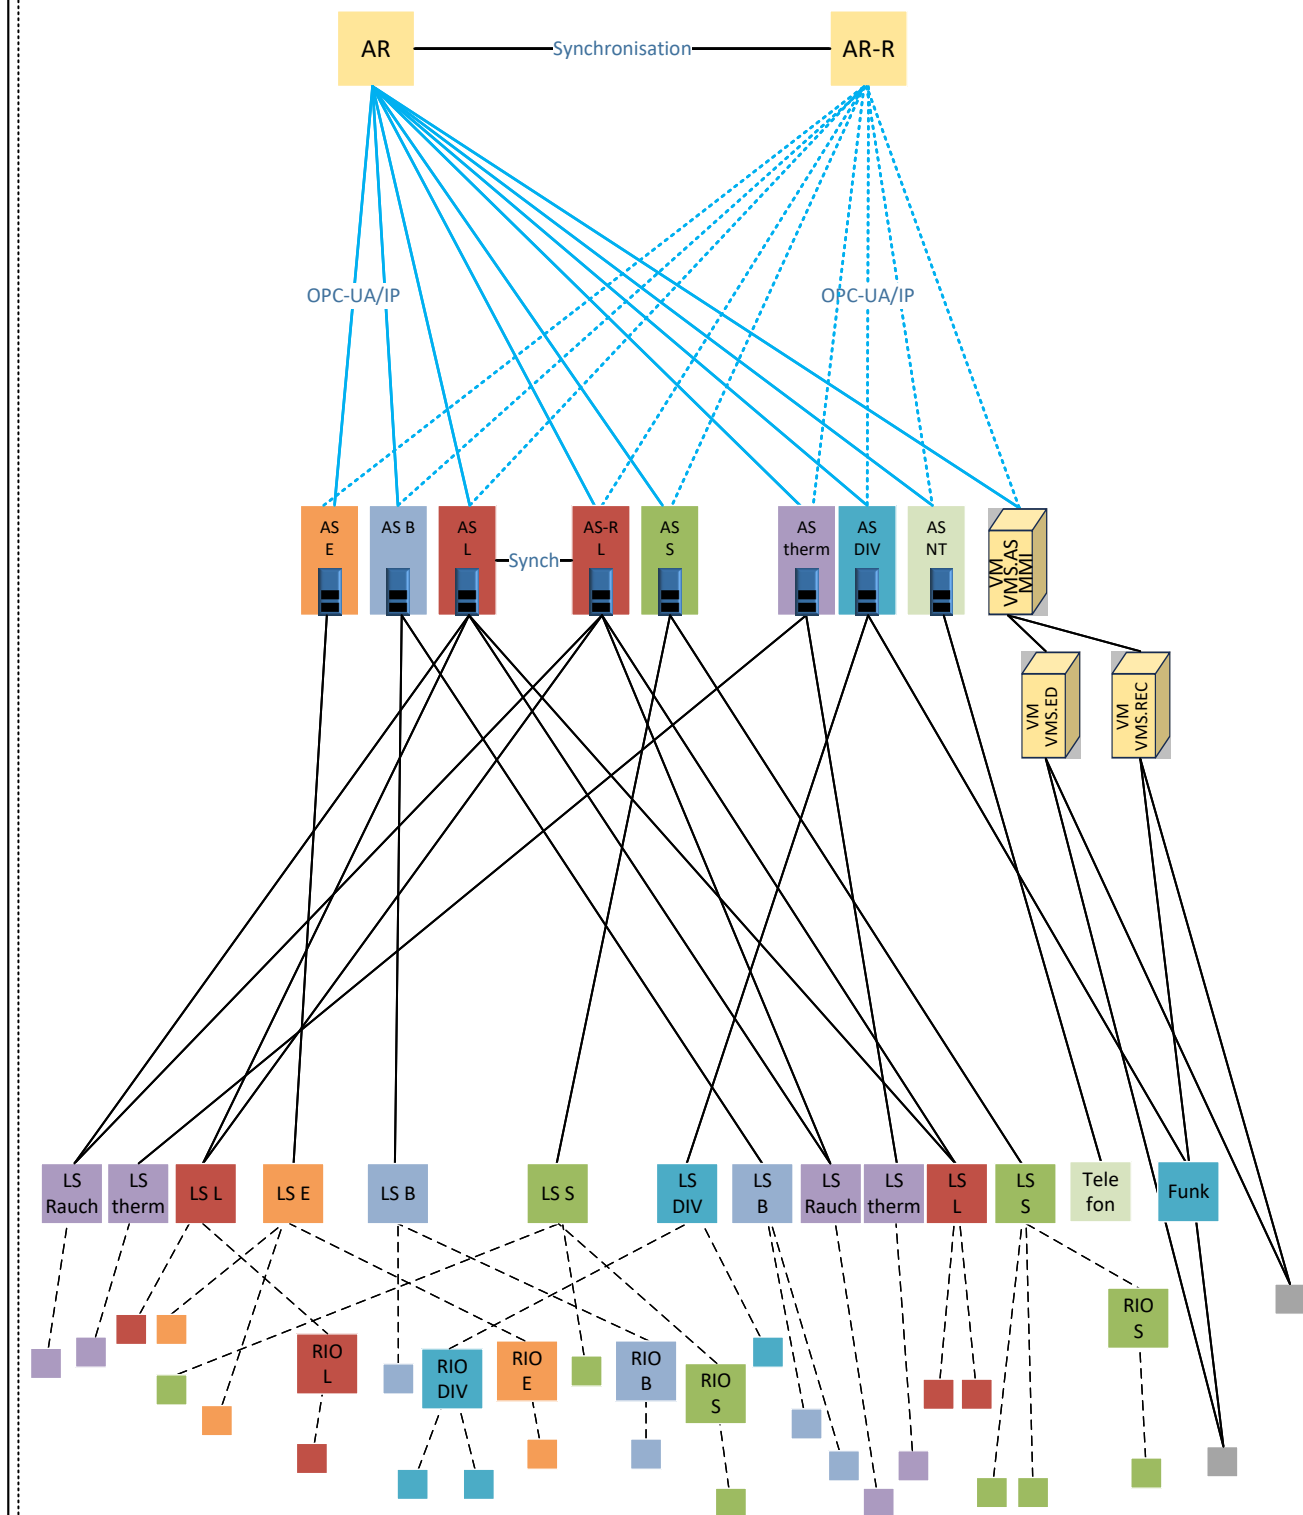 AR
Synchronisation
AR-R
OPC-UA/IP
OPC-UA/IP
AS
E
AS B
AS
L
Synch
AS-R
L
AS
S
AS
therm
AS
DIV
AS
NT
VM
VMS.AS
MMI
VM
VMS.ED
VM
VMS.REC
LS
Rauch
LS
therm
LS L
LS E
LS B
LS S
LS
DIV
LS
B
LS
Rauch
LS
therm
LS
L
LS
S
Tele
fon
Funk
RIO
L
RIO
DIV
RIO
E
RIO
B
RIO
S
RIO
S